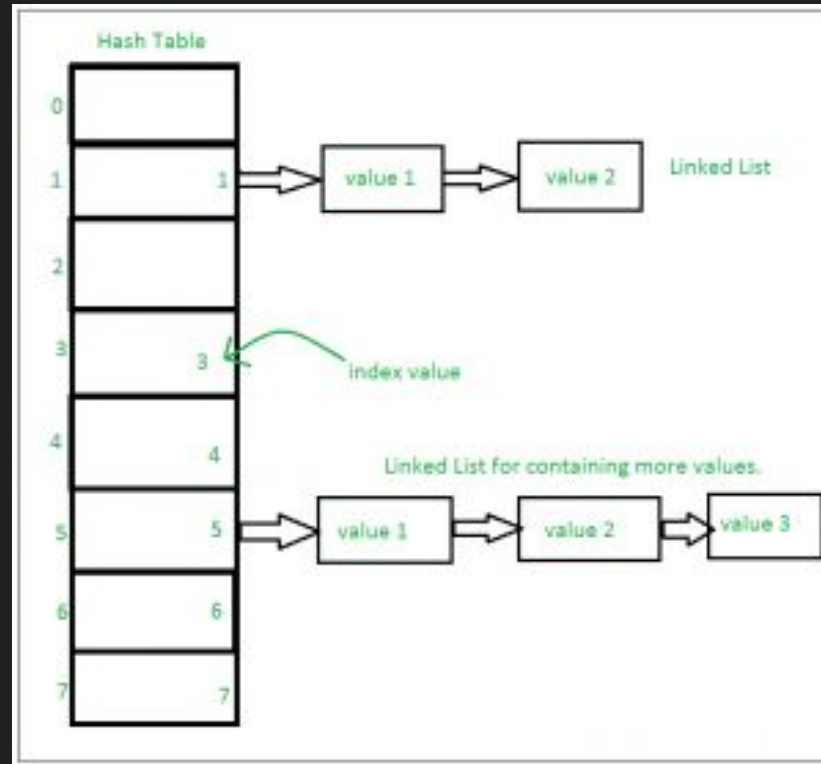 Hash Table
0
1 1 value 1 value 2 Linked List
2
3 3
index value
4 4
Linked List for containing more values.
5 5 value 1 value 2 value 3
6 6
7 7